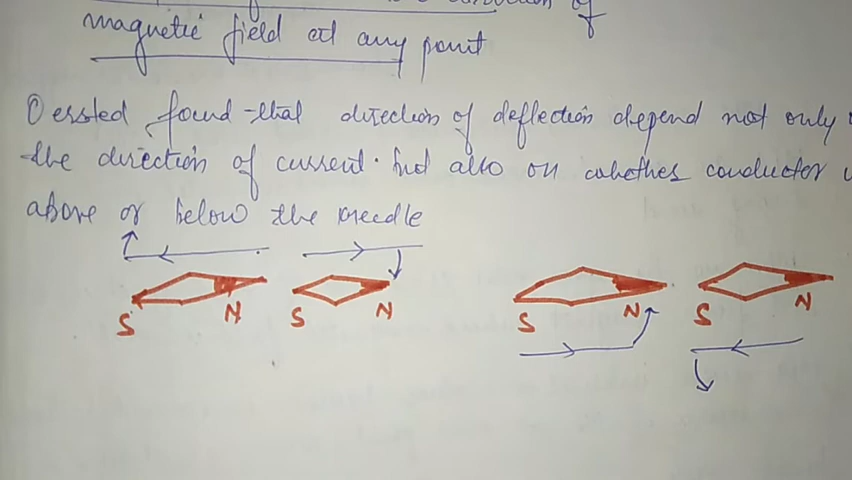 of
magnetic field at any point
Oersted found that direction of deflection depend not only
the direction of current. but also on whether conductor
above or below the needle
S N S N S N S N